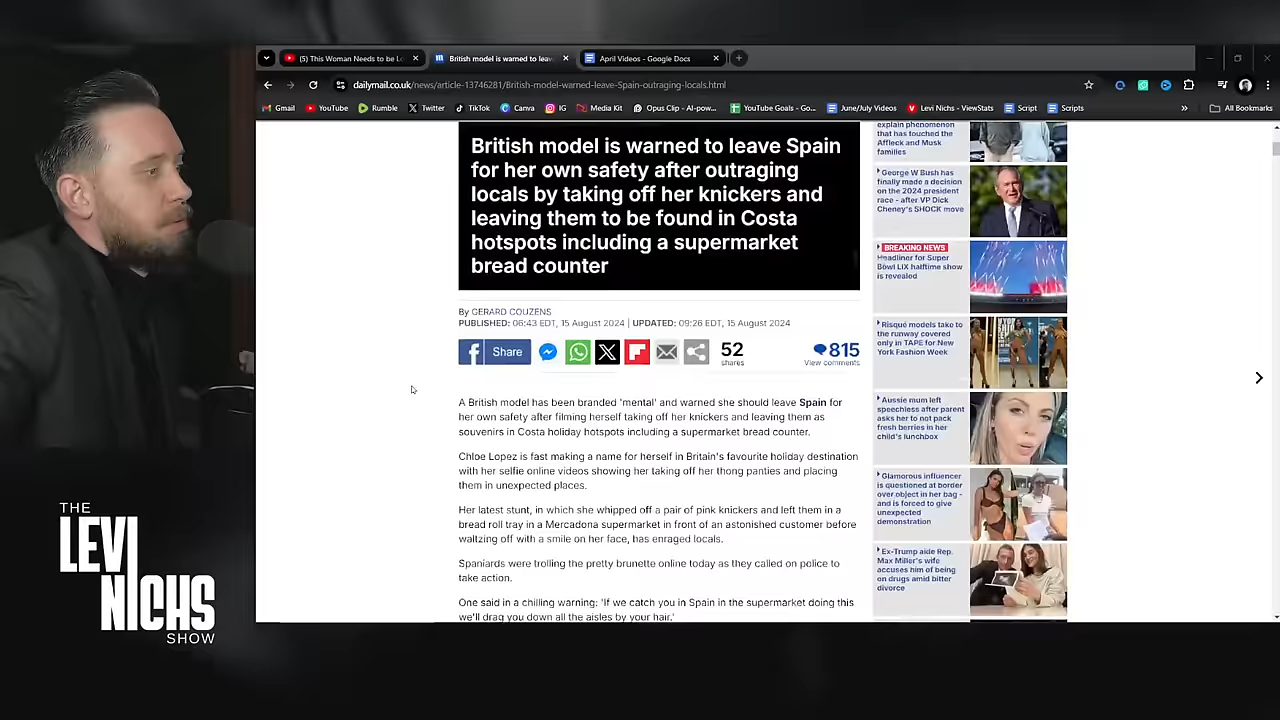 (5) This Woman Needs to be Lo
British model is warned to leav
April Videos - Google Docs
dailymail.co.uk/news/article-13746281/British-model-warned-leave-Spain-outraging-locals.html
Gmail
YouTube
Rumble
Twitter
TikTok
Canva
IG
Media Kit
Opus Clip - AI-pow...
YouTube Goals - Go...
June/July Videos
Levi Nichs - ViewStats
Script
Scripts
»
All Bookmarks
British model is warned to leave Spain
for her own safety after outraging
locals by taking off her knickers and
leaving them to be found in Costa
hotspots including a supermarket
bread counter
By GERARD COUZENS
PUBLISHED: 06:43 EDT, 15 August 2024 | UPDATED: 09:26 EDT, 15 August 2024
Share
52
shares
815
View comments
A British model has been branded 'mental' and warned she should leave Spain for
her own safety after filming herself taking off her knickers and leaving them as
souvenirs in Costa holiday hotspots including a supermarket bread counter.
Chloe Lopez is fast making a name for herself in Britain's favourite holiday destination
with her selfie online videos showing her taking off her thong panties and placing
them in unexpected places.
Her latest stunt, in which she whipped off a pair of pink knickers and left them in a
bread roll tray in a Mercadona supermarket in front of an astonished customer before
waltzing off with a smile on her face, has enraged locals.
Spaniards were trolling the pretty brunette online today as they called on police to
take action.
One said in a chilling warning: 'If we catch you in Spain in the supermarket doing this
we'll drag you down all the aisles by your hair.'
explain phenomenon
that has touched the
Affleck and Musk
families
George W Bush has
finally made a decision
on the 2024 president
race - after VP Dick
Cheney's SHOCK move
BREAKING NEWS
Headliner for Super
Bowl LIX halftime show
is revealed
Risqué models take to
the runway covered
only in TAPE for New
York Fashion Week
Aussie mum left
speechless after parent
asks her to not pack
fresh berries in her
child's lunchbox
Glamorous influencer
is questioned at border
over object in her bag -
and is forced to give
unexpected
demonstration
Ex-Trump aide Rep.
Max Miller's wife
accuses him of being
on drugs amid bitter
divorce
THE
LEVI
NICHS
SHOW